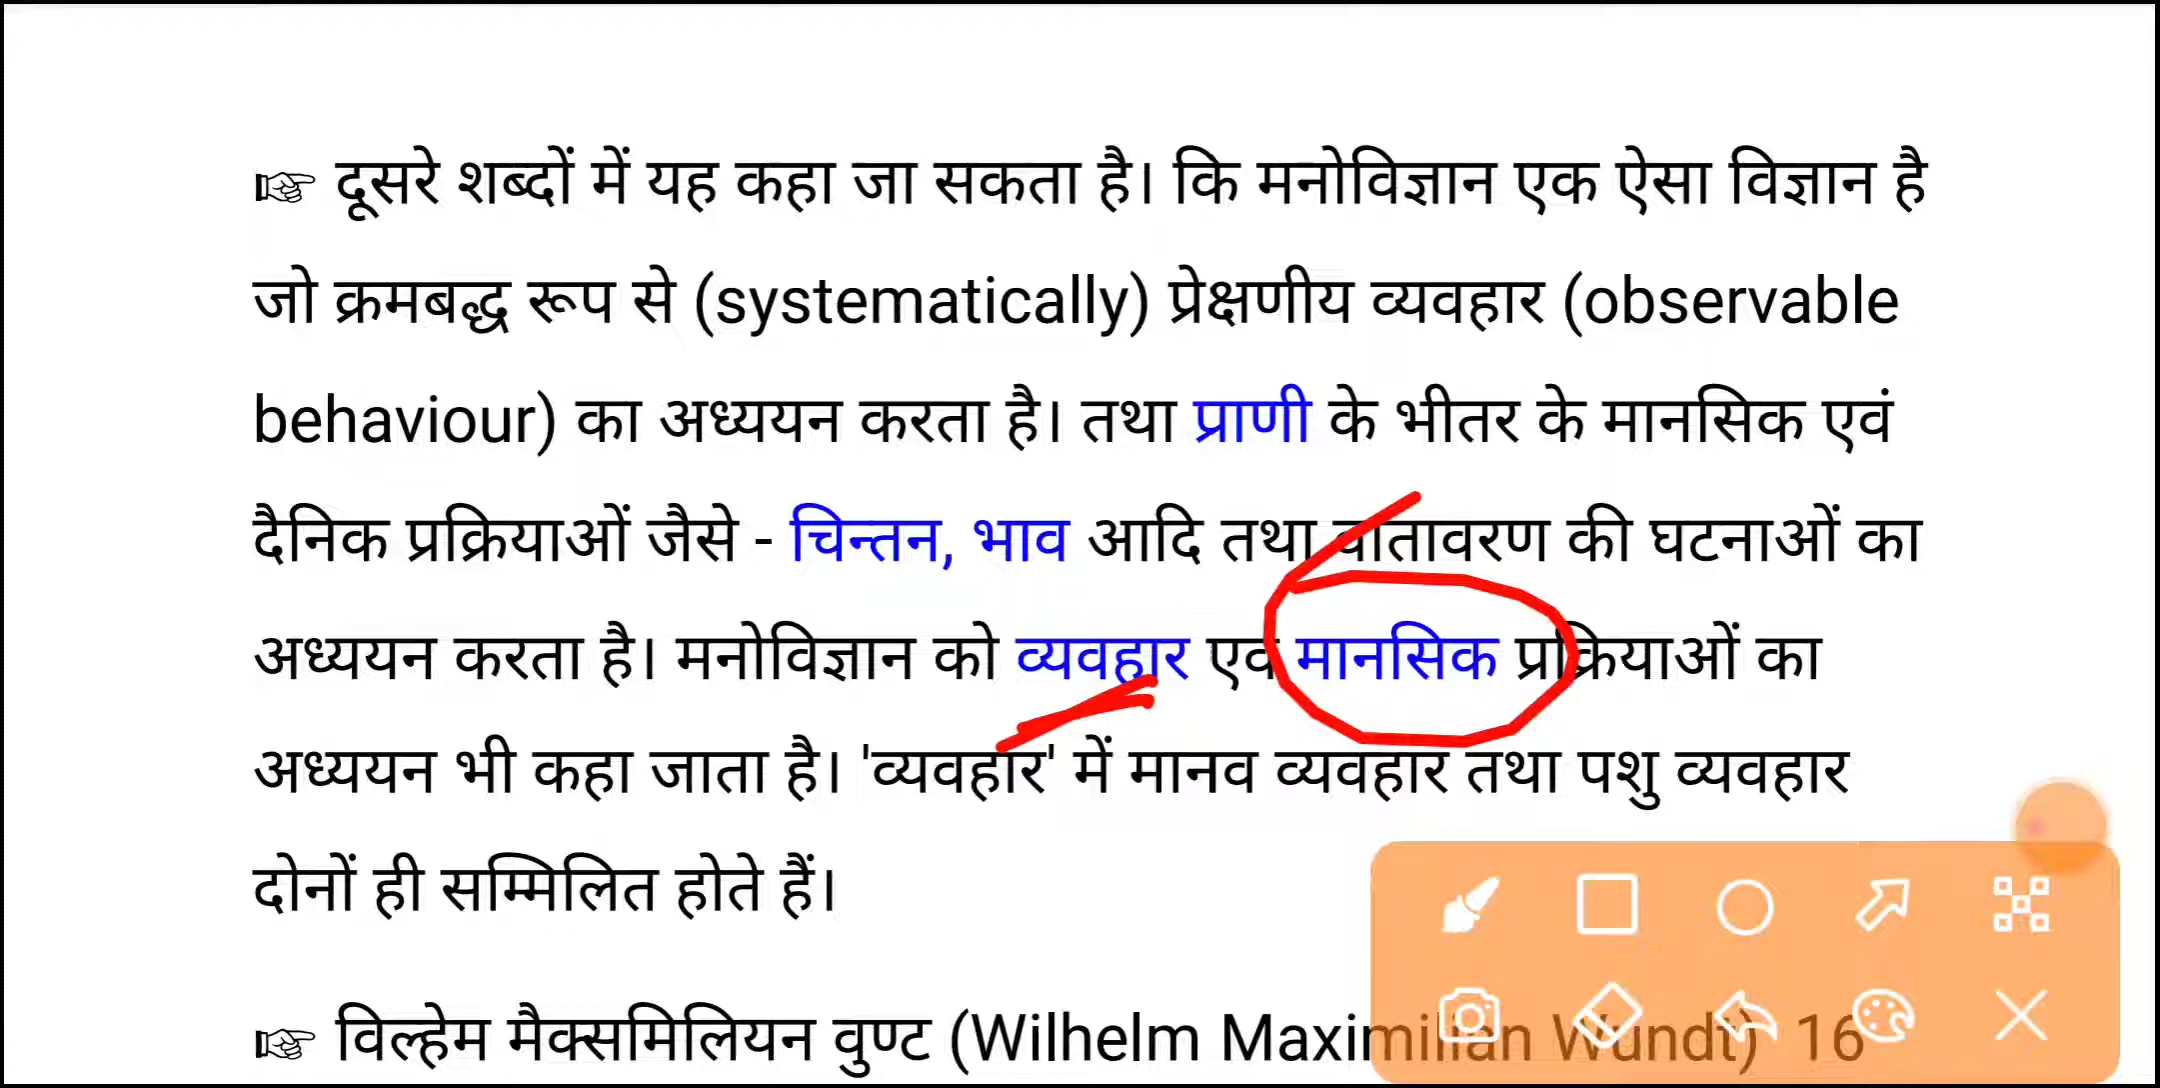 ☞ दूसरे शब्दों में यह कहा जा सकता है। कि मनोविज्ञान एक ऐसा विज्ञान है
जो क्रमबद्ध रूप से (systematically) प्रेक्षणीय व्यवहार (observable
behaviour) का अध्ययन करता है। तथा प्राणी के भीतर के मानसिक एवं
दैनिक प्रक्रियाओं जैसे - चिन्तन, भाव आदि तथा वातावरण की घटनाओं का
अध्ययन करता है। मनोविज्ञान को व्यवहार एवं मानसिक प्रक्रियाओं का
अध्ययन भी कहा जाता है। 'व्यवहार' में मानव व्यवहार तथा पशु व्यवहार
दोनों ही सम्मिलित होते हैं।
☞ विल्हेम मैक्समिलियन वुण्ट (Wilhelm Maximilian Wundt) 16